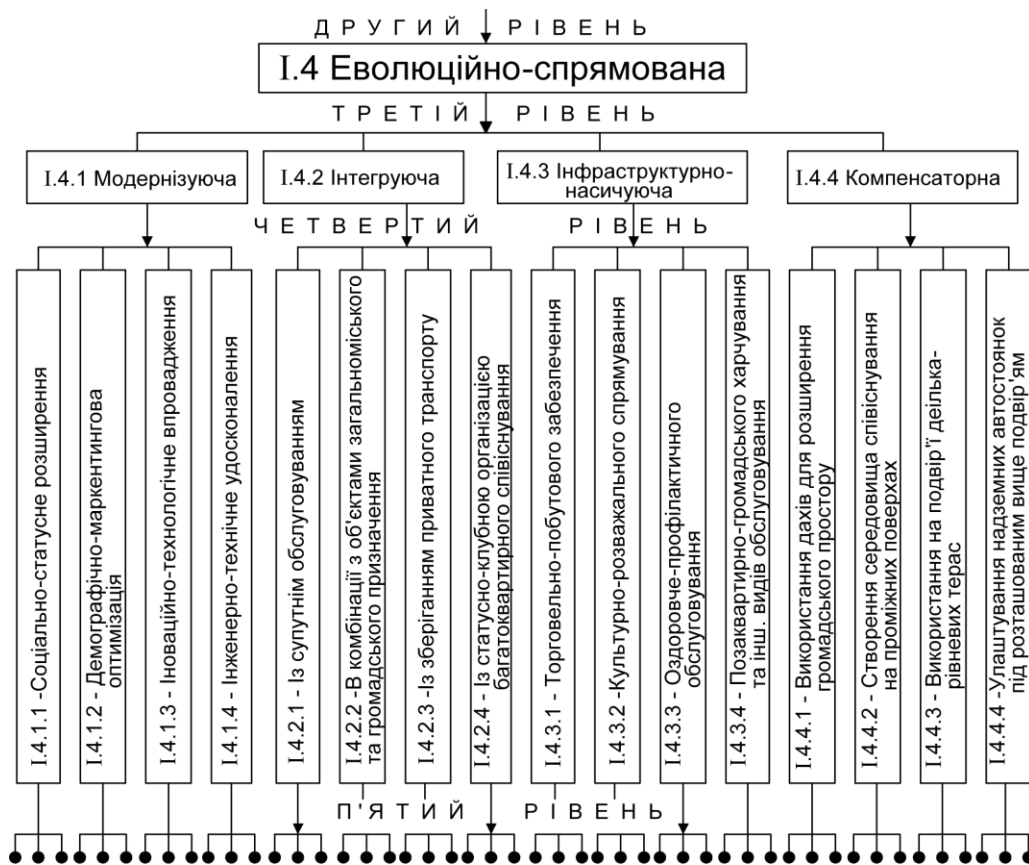 ДРУГИЙ РІВЕНЬ
І.4 Еволюційно-спрямована
ТРЕТІЙ РІВЕНЬ
І.4.1 Модернізуюча
І.4.2 Інтегруюча
І.4.3 Інфраструктурно-
насичуюча
І.4.4 Компенсаторна
ЧЕТВЕРТИЙ РІВЕНЬ
І.4.1.1 -Соціально-статусне розширення
І.4.1.2 - Демографічно-маркентингова
оптимізація
І.4.1.3 - Іноваційно-технологічне впровадження
І.4.1.4 - Інженерно-технічне удосконалення
І.4.2.1 - Із супутнім обслуговуванням
І.4.2.2 -В комбінації з об'єктами загальноміського
та громадського призначення
І.4.2.3 -Із зберіганням приватного транспорту
І.4.2.4 - Із статусно-клубною організацією
багатоквартирного співіснування
І.4.3.1 - Торговельно-побутового забезпечення
І.4.3.2 -Культурно-розважального спрямування
І.4.3.3 - Оздоровче-профілактичного
обслуговування
І.4.3.4 - Позаквартирно-громадського харчування
та інш. видів обслуговування
І.4.4.1 - Використання дахів для розширення
громадського простору
І.4.4.2 - Створення середовища співіснування
на проміжних поверхах
І.4.4.3 - Використання на подвір'ї декілька-
рівневих терас
І.4.4.4 -Улаштування надземних автостоянок
під розташованим вище подвір'ям
П'ЯТИЙ РІВЕНЬ